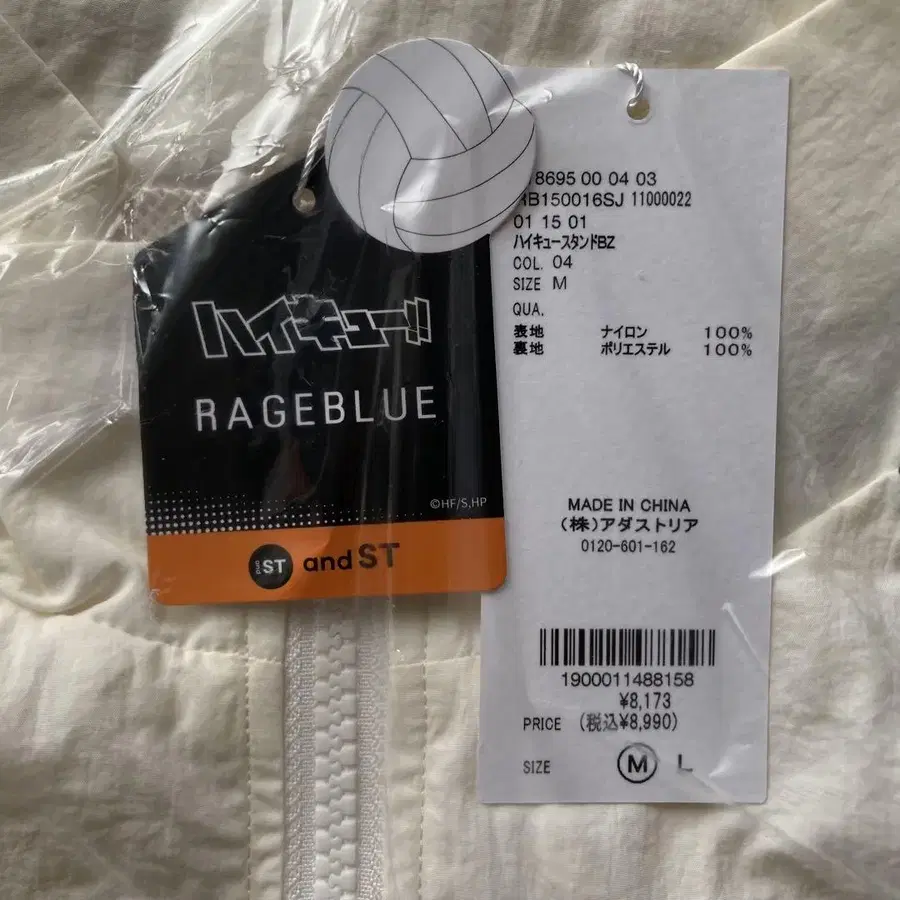 ハイキュー!!
RAGEBLUE
©HF/S,HP
and ST and ST
8695 00 04 03
RB150016SJ 11000022
01 15 01
ハイキュースタンドBZ
COL. 04
SIZE M
QUA.
表地 ナイロン 100%
裏地 ポリエステル 100%
MADE IN CHINA
(株)アダストリア
0120-601-162
1900011488158
¥8,173
PRICE (税込¥8,990)
SIZE M L